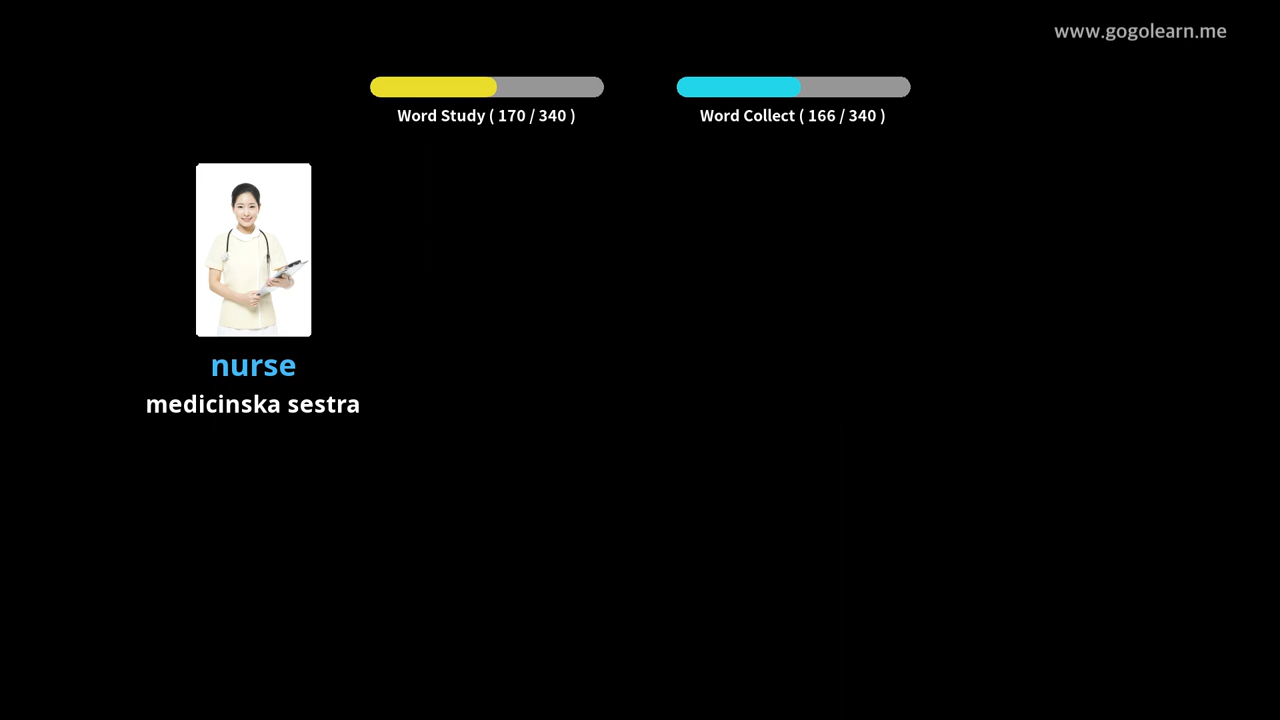 www.gogolearn.me
Word Study ( 170 / 340 )
Word Collect ( 166 / 340 )
nurse
medicinska sestra